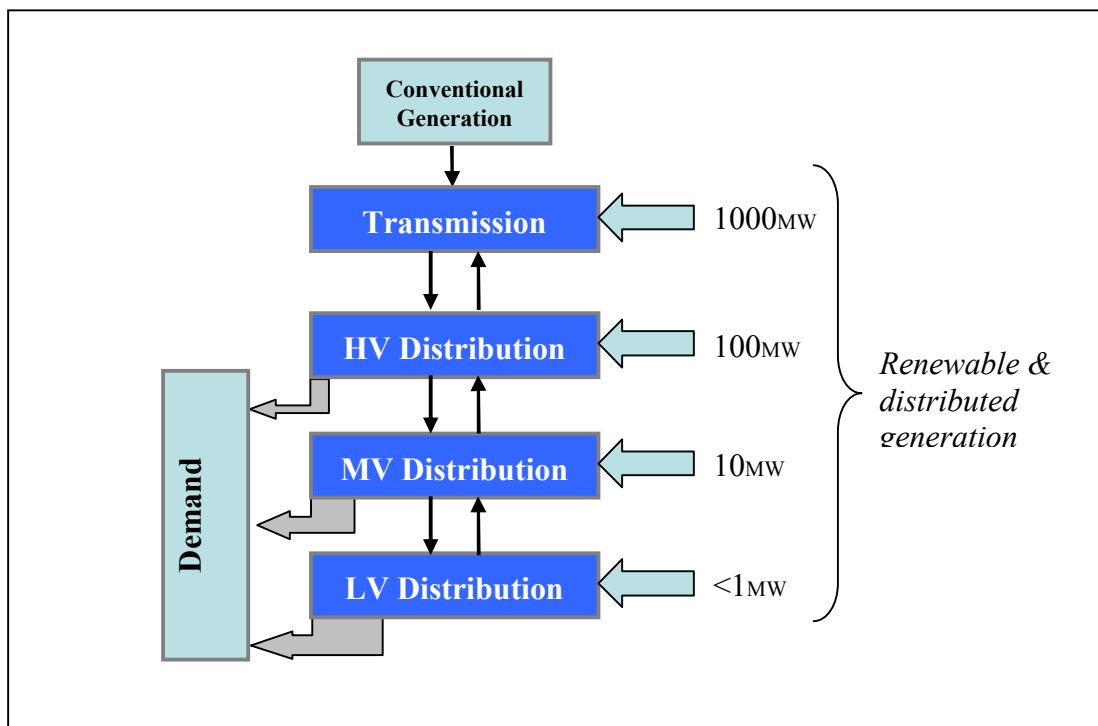 Conventional
Generation
Transmission
1000MW
HV Distribution
100MW
Renewable &
distributed
generation
MV Distribution
10MW
Demand
LV Distribution
<1MW